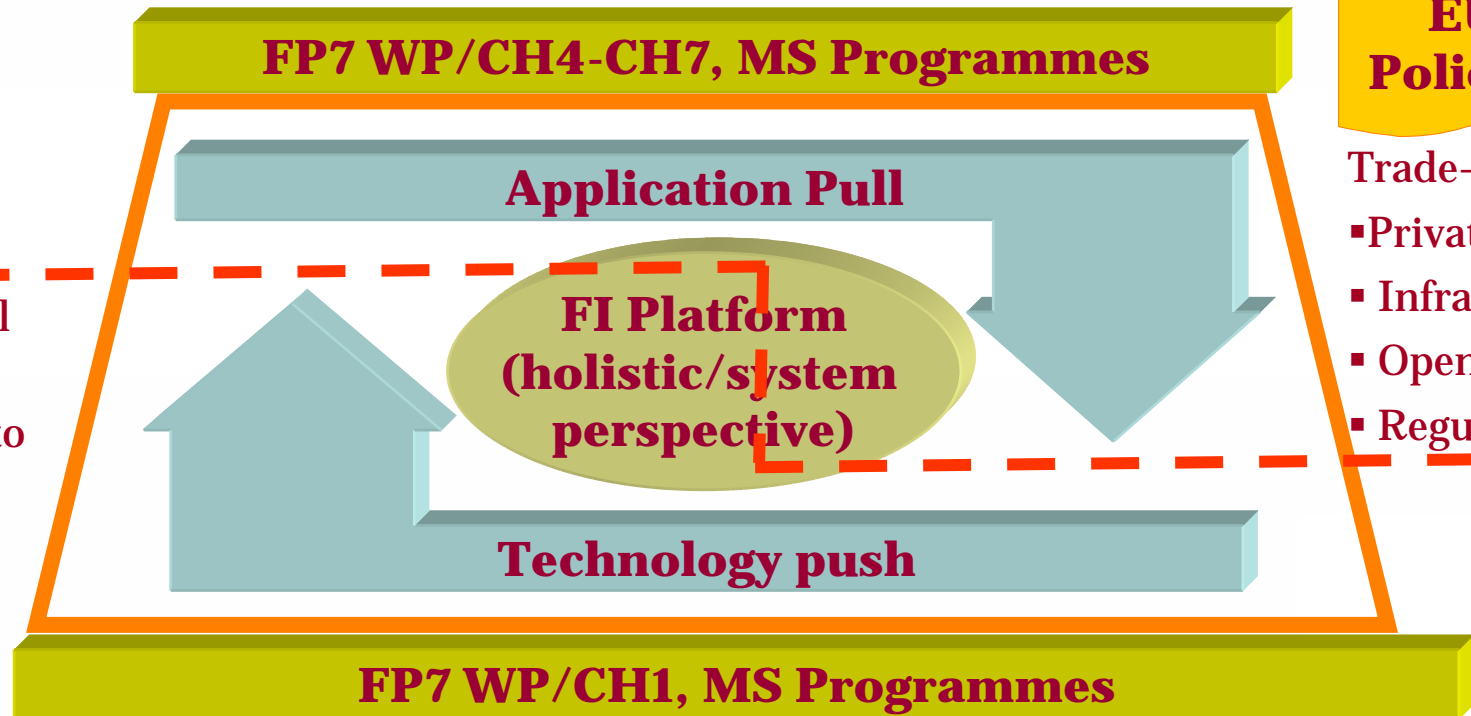 FP7 WP/CH4-CH7, MS Programmes
Application Pull
FI Platform
(holistic/system
perspective)
Technology push
FP7 WP/CH1, MS Programmes
Trade-
▪
▪
▪ Open
▪